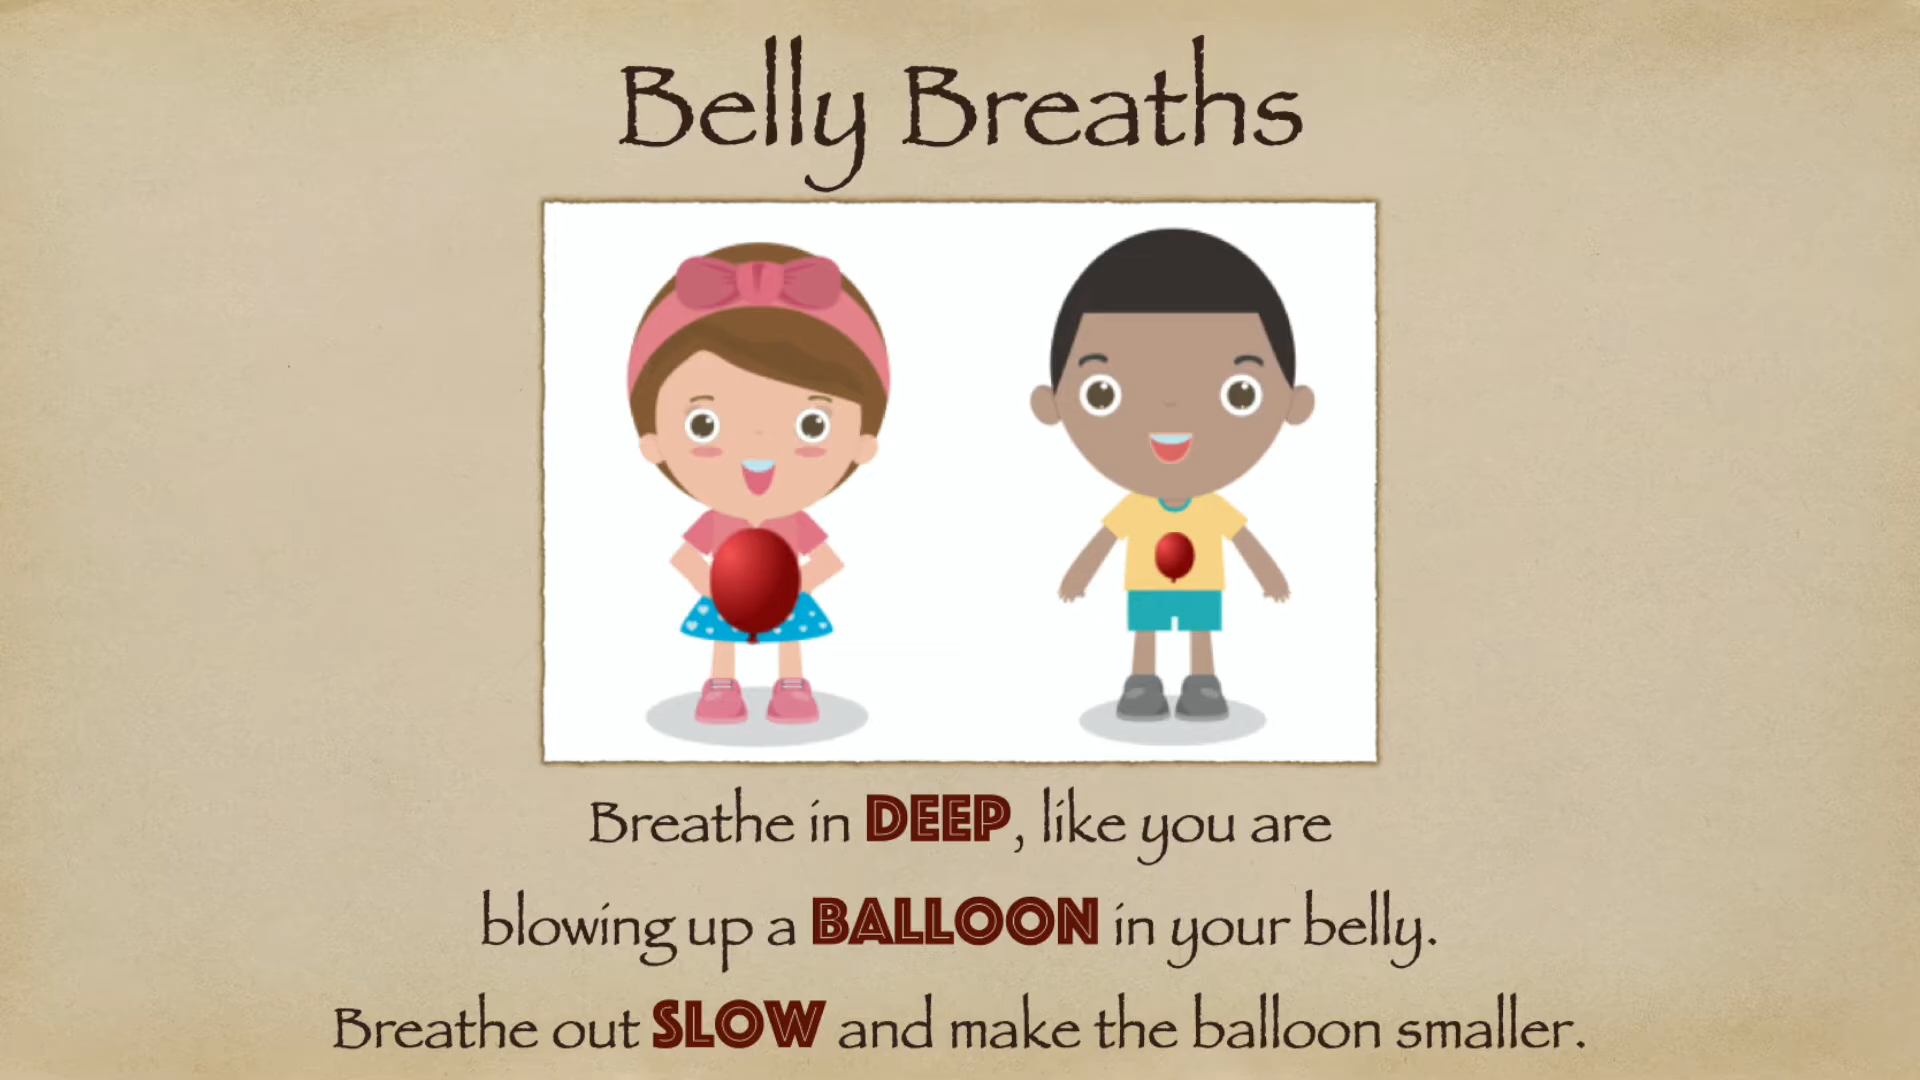 Belly Breaths
Breathe in DEEP, like you are
blowing up a BALLOON in your belly.
Breathe out SLOW and make the balloon smaller.